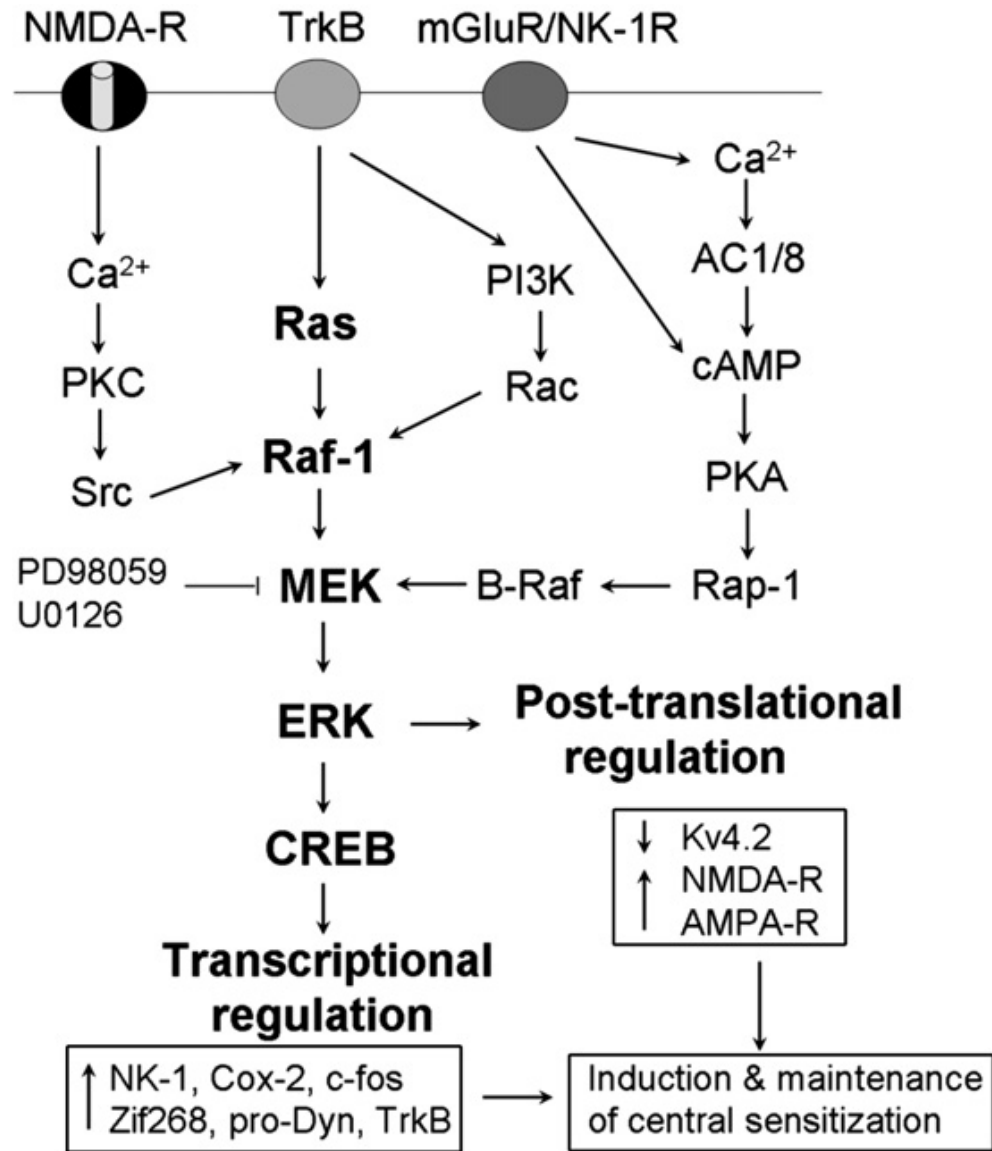 NMDA-R
TrkB
mGluR/NK-1R
Ca²⁺
PKC
Src
Ras
Raf-1
PI3K
Rac
Ca²⁺
AC1/8
cAMP
PKA
PD98059
U0126
MEK
B-Raf
Rap-1
ERK
Post-translational
regulation
CREB
↓ Kv4.2
↑ NMDA-R
AMPA-R
Transcriptional
regulation
↑ NK-1, Cox-2, c-fos
Zif268, pro-Dyn, TrkB
Induction & maintenance
of central sensitization